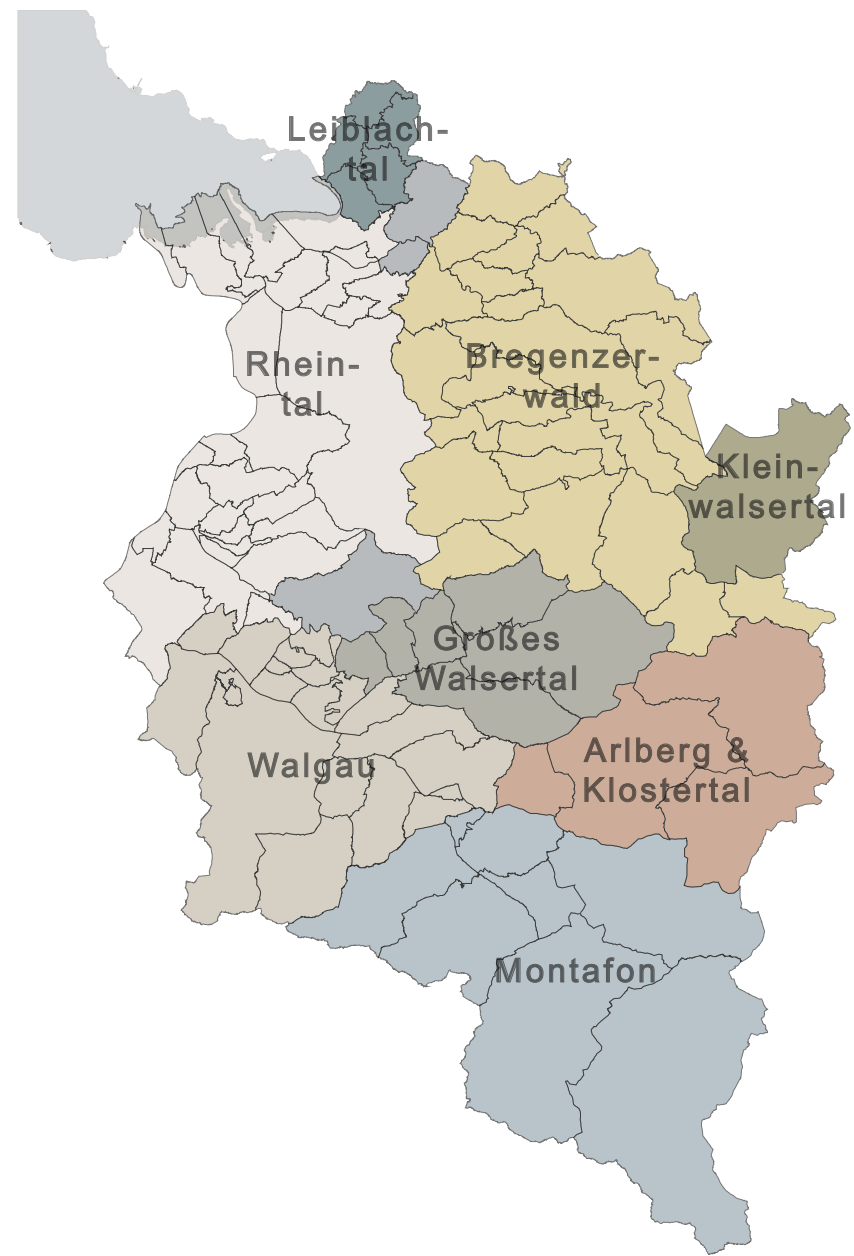 Leiblach-
tal
Rhein-
tal
Bregenzer-
wald
Klein-
walsertal
Großes
Walsertal
Walgau
Arlberg &
Klostertal
Montafon